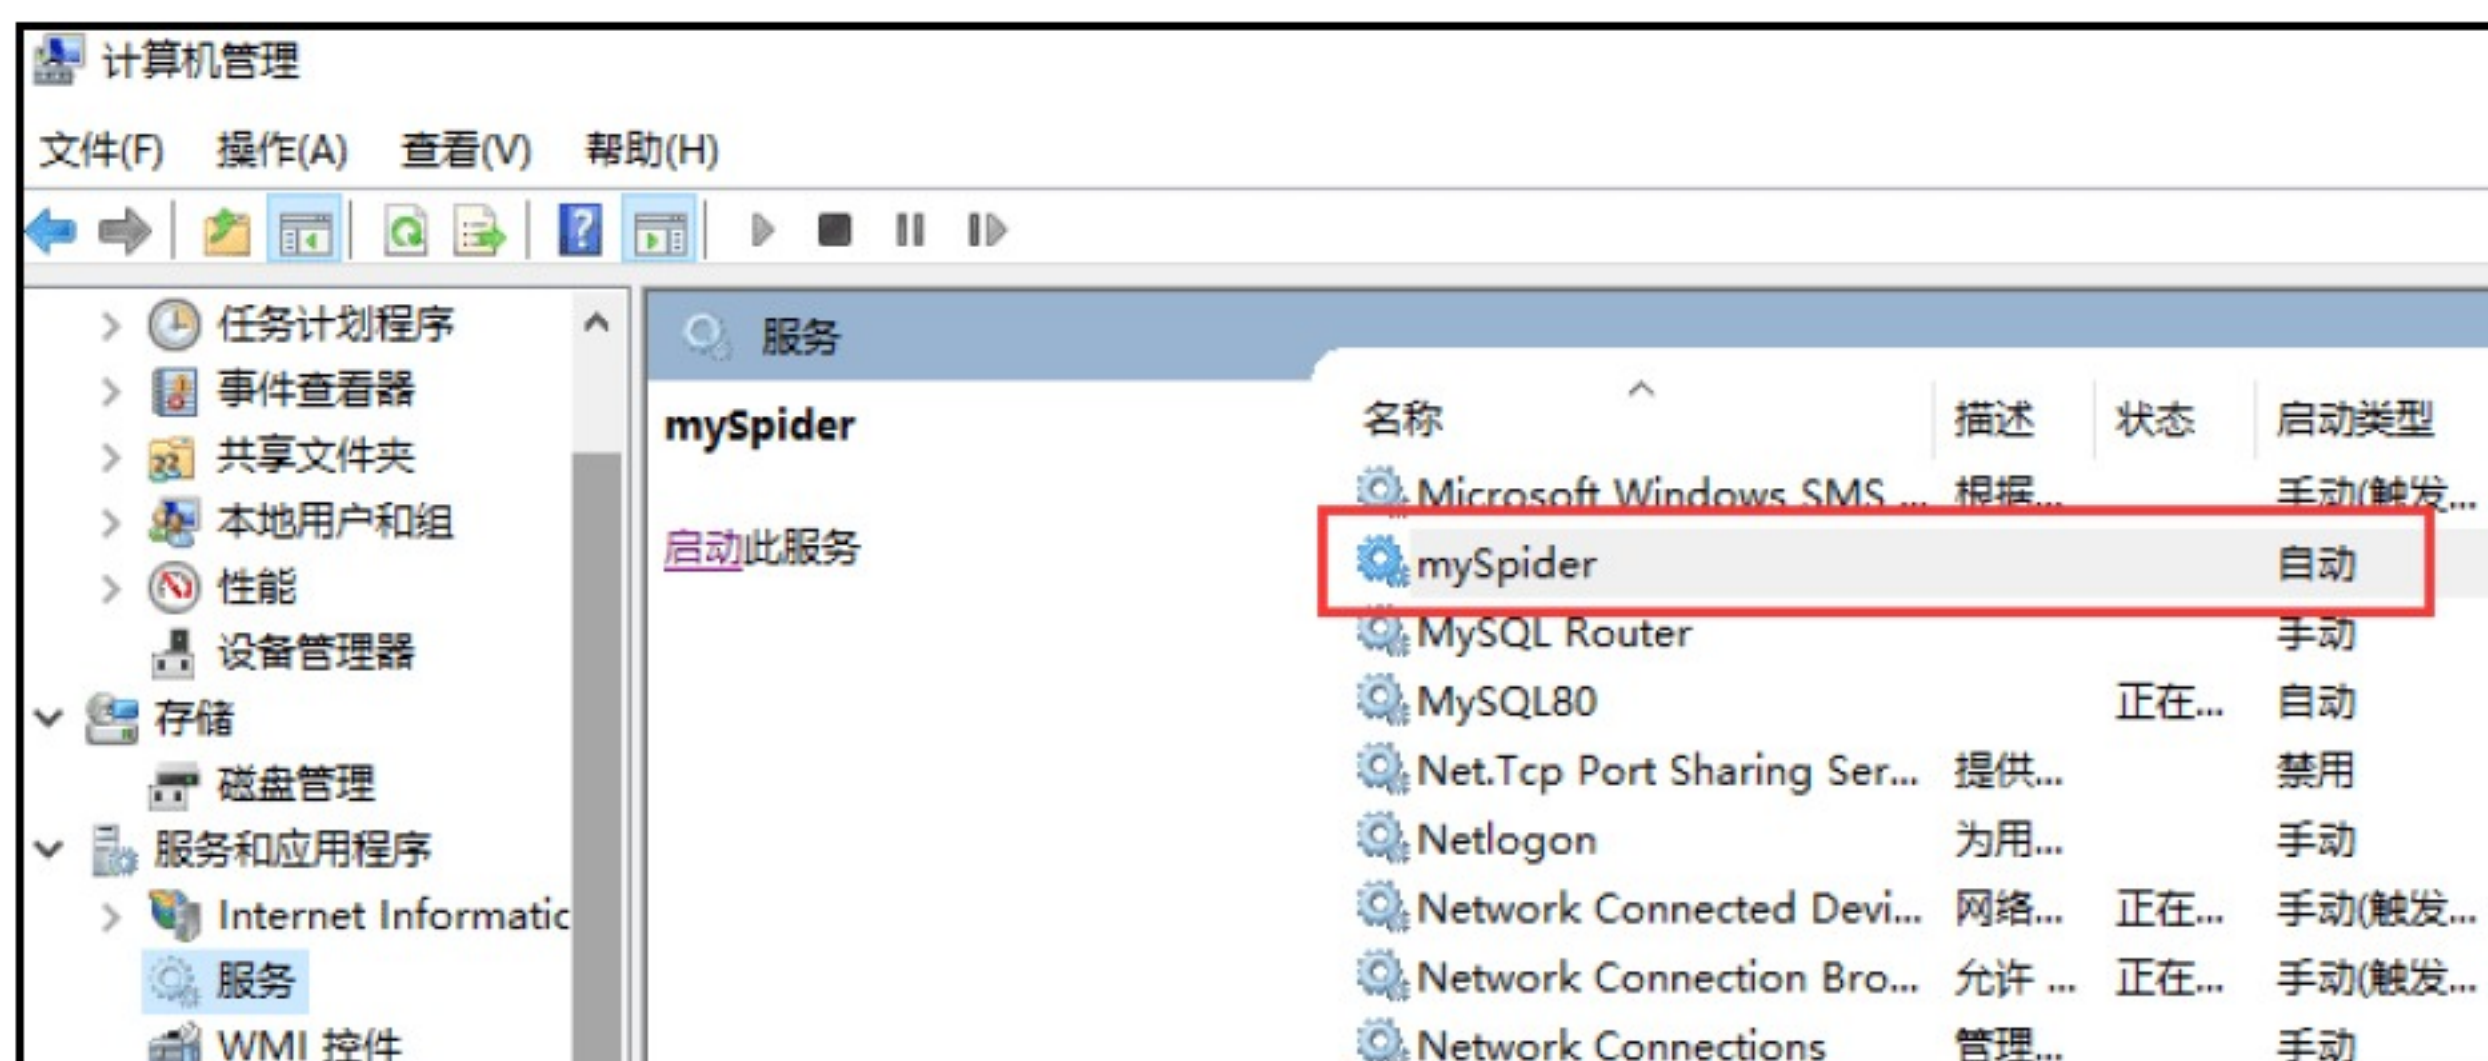 计算机管理
文件(F) 操作(A) 查看(V) 帮助(H)
任务计划程序
事件查看器
共享文件夹
本地用户和组
性能
设备管理器
存储
磁盘管理
服务和应用程序
Internet Informatic
服务
WMI 控件
服务
mySpider
启动此服务
名称 描述 状态 启动类型
Microsoft Windows SMS ... 根据... 手动(触发...
mySpider 自动
MySQL Router 手动
MySQL80 正在... 自动
Net.Tcp Port Sharing Ser... 提供... 禁用
Netlogon 为用... 手动
Network Connected Devi... 网络... 正在... 手动(触发...
Network Connection Bro... 允许 ... 正在... 手动(触发...
Network Connections 管理... 手动